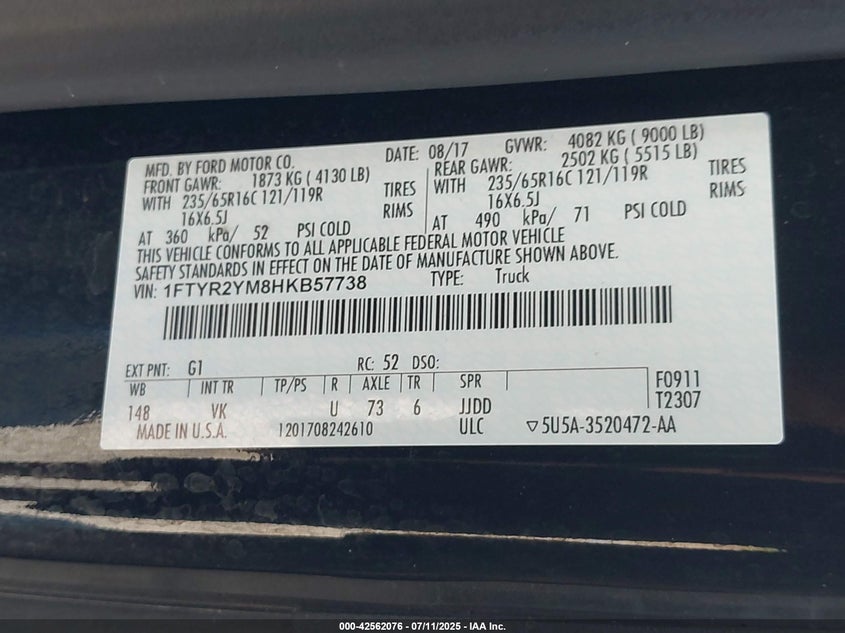 MFD. BY FORD MOTOR CO. DATE: 08/17 GVWR: 4082 KG ( 9000 LB)
FRONT GAWR: 1873 KG ( 4130 LB) REAR GAWR: 2502 KG ( 5515 LB)
WITH 235/65R16C 121/119R TIRES WITH 235/65R16C 121/119R TIRES
16X6.5J RIMS 16X6.5J RIMS
AT 360 kPa/ 52 PSI COLD AT 490 kPa/ 71 PSI COLD
THIS VEHICLE CONFORMS TO ALL APPLICABLE FEDERAL MOTOR VEHICLE
SAFETY STANDARDS IN EFFECT ON THE DATE OF MANUFACTURE SHOWN ABOVE.
VIN: 1FTYR2YM8HKB57738 TYPE: Truck
EXT PNT: G1 RC: 52 DSO:
WB INT TR TP/PS R AXLE TR SPR F0911
148 VK U 73 6 JJDD T2307
MADE IN U.S.A. 1201708242610 ULC ▽5U5A-3520472-AA
000-42562076 - 07/11/2025 - IAA Inc.